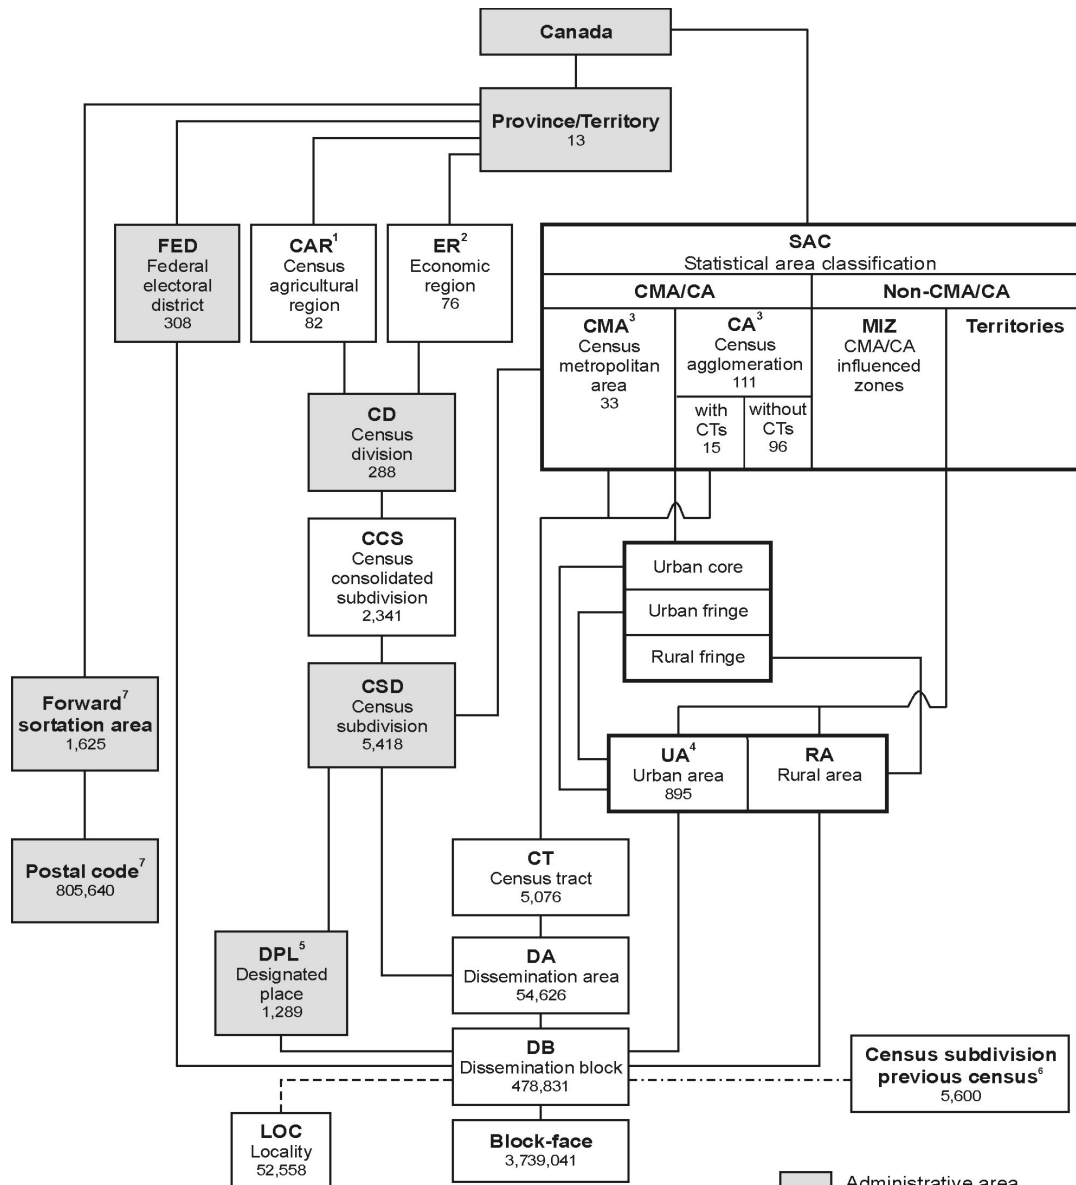 Canada
Province/Territory
13
FED
Federal
electoral
district
308
CAR1
Census
agricultural
region
82
ER2
Economic
region
76
SAC
Statistical area classification
CMA/CA
Non-CMA/CA
CMA3
Census
metropolitan
area
33
CA3
Census
agglomeration
111
with
CTs
15
without
CTs
96
MIZ
CMA/CA
influenced
zones
Territories
CD
Census
division
288
CCS
Census
consolidated
subdivision
2,341
Urban core
Urban fringe
Rural fringe
CSD
Census
subdivision
5,418
Forward7
sortation area
1,625
UA4
Urban area
895
RA
Rural area
Postal code7
805,640
CT
Census tract
5,076
DPL5
Designated
place
1,289
DA
Dissemination area
54,626
DB
Dissemination block
478,831
Census subdivision
previous census6
5,600
LOC
Locality
52,558
Block-face
3,739,041
Administrative area